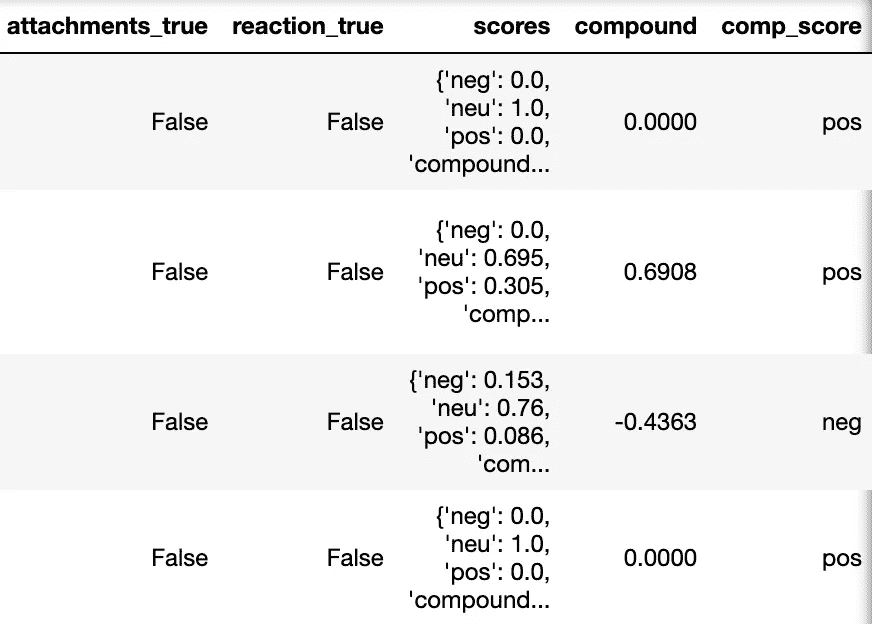 attachments_true reaction_true scores compound comp_score
{'neg': 0.0,
'neu': 1.0,
False False 0.0000 pos
'pos': 0.0,
'compound...
{'neg': 0.0,
'neu': 0.695,
False False 0.6908 pos
'pos': 0.305,
'comp...
{'neg': 0.153,
'neu': 0.76,
False False -0.4363 neg
'pos': 0.086,
'com...
{'neg': 0.0,
'neu': 1.0,
False False 0.0000 pos
'pos': 0.0,
'compound...